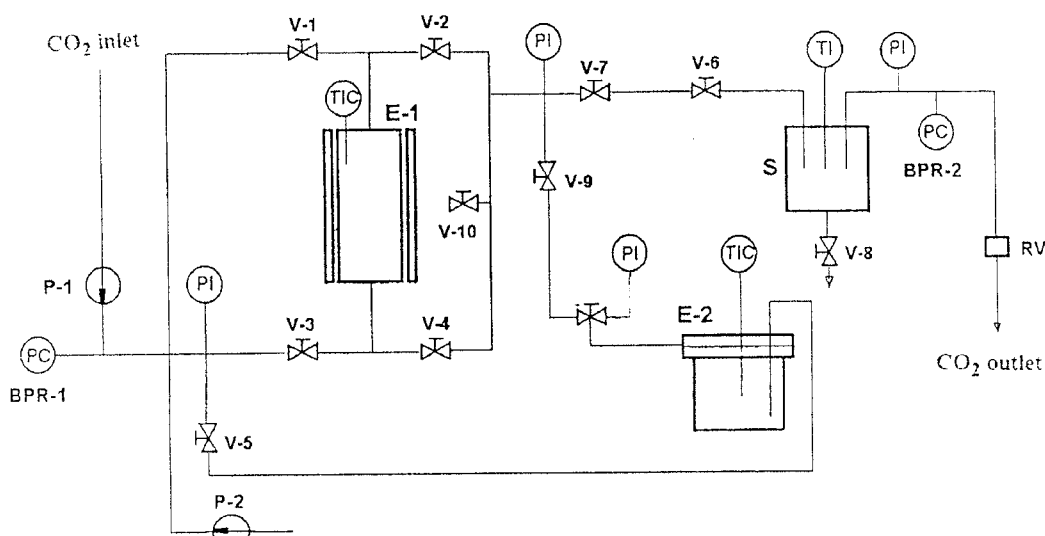 V-1
V-2
CO₂ inlet
PI
V-7
V-6
TI
PI
TIC
E-1
PC
BPR-2
S
V-9
V-10
V-8
RV
PI
TIC
P-1
PI
E-2
V-3
V-4
CO₂ outlet
PC
BPR-1
V-5
P-2